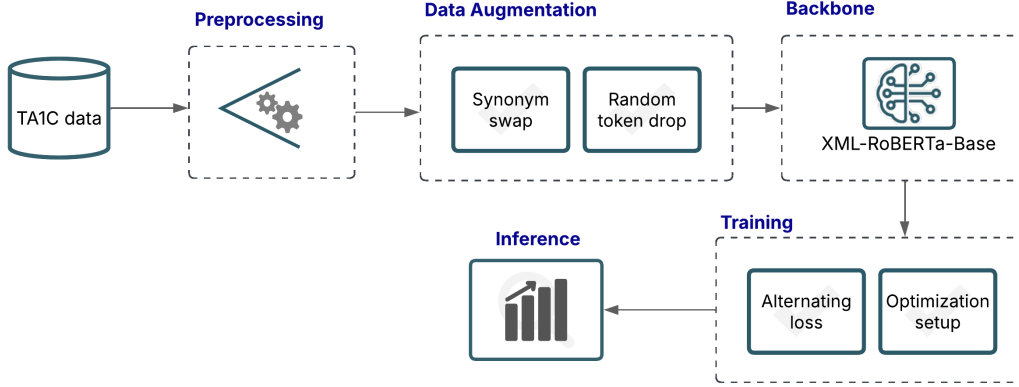 Preprocessing
Data Augmentation
Backbone
TA1C data
Synonym
swap
Random
token drop
XML-RoBERTa-Base
Inference
Training
Alternating
loss
Optimization
setup